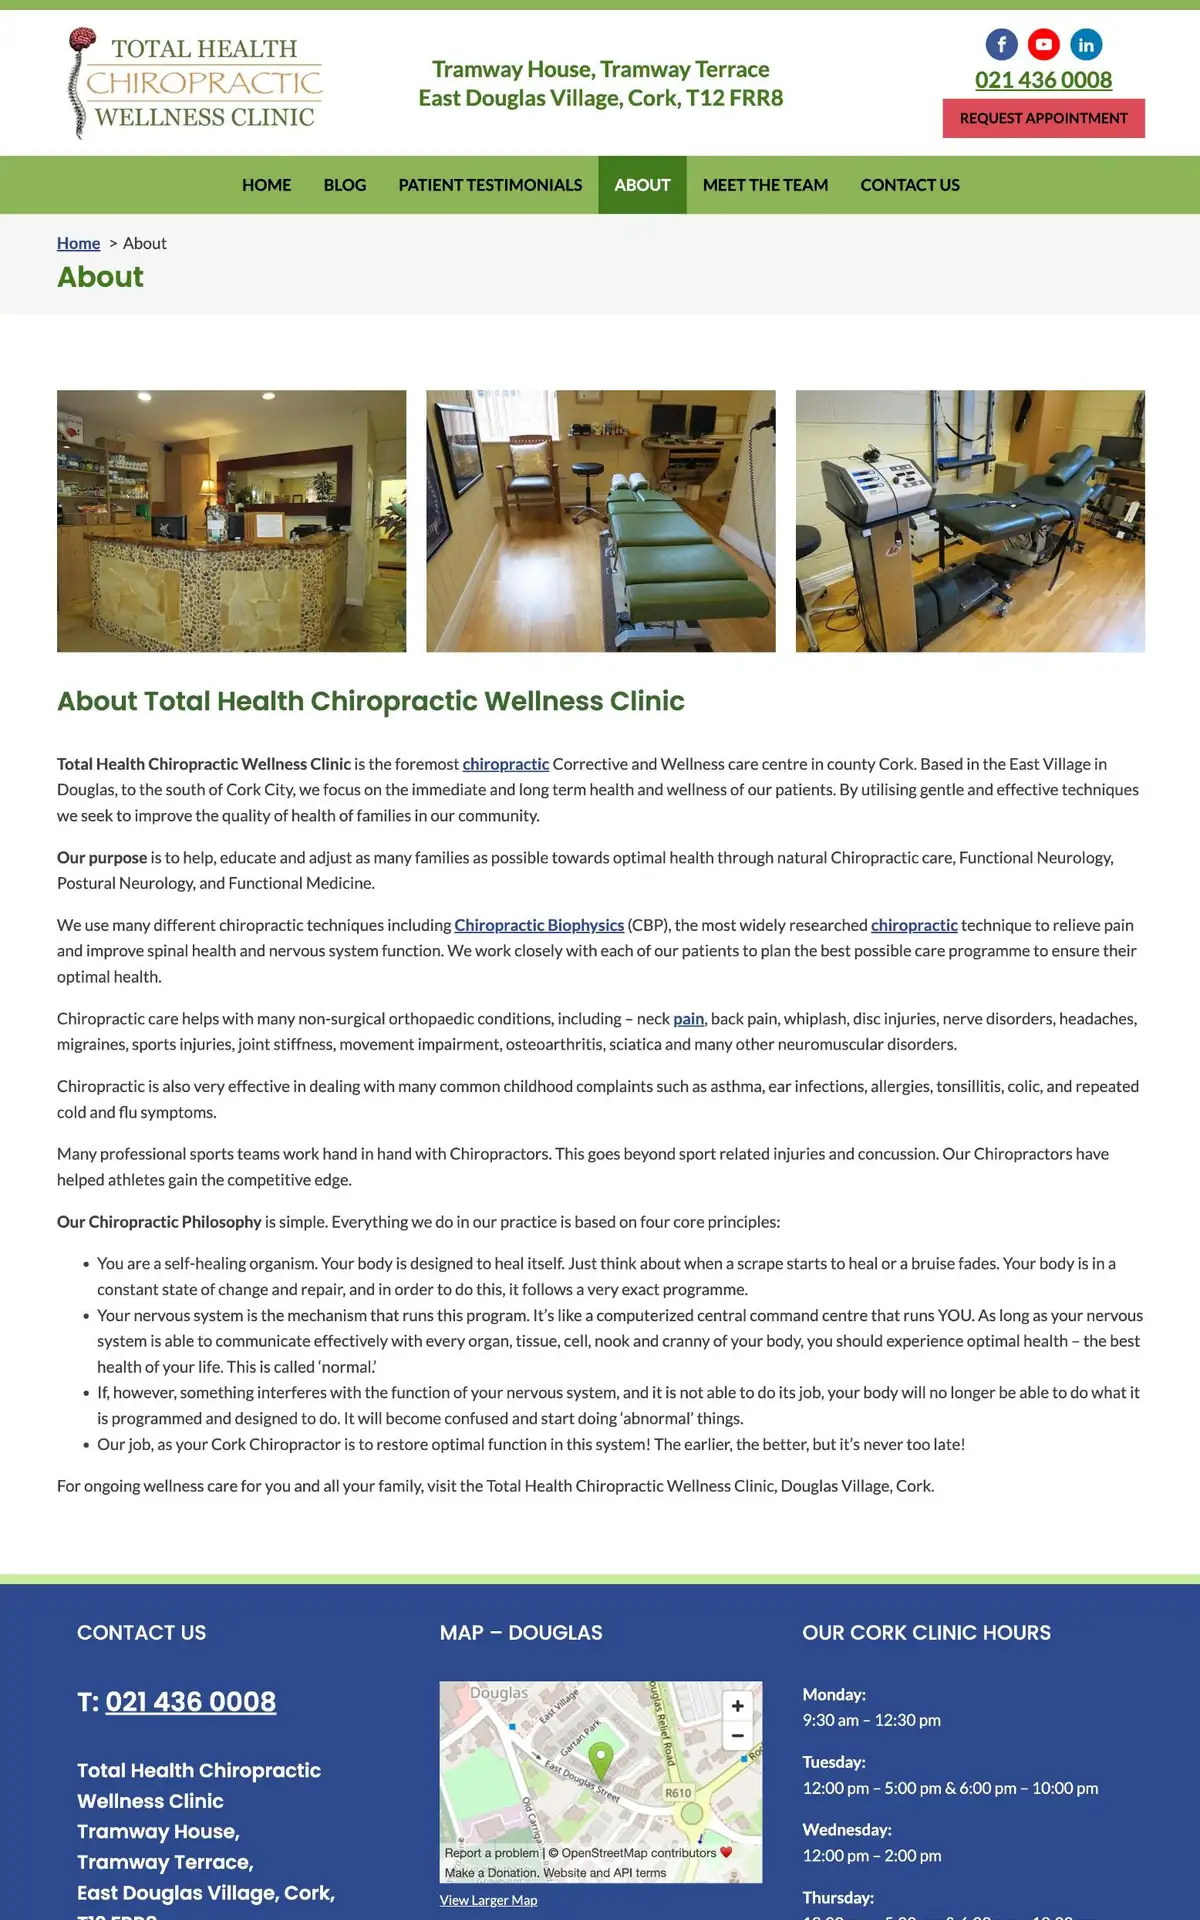 TOTAL HEALTH
CHIROPRACTIC
WELLNESS CLINIC
Tramway House, Tramway Terrace
East Douglas Village, Cork, T12 FRR8
021 436 0008
REQUEST APPOINTMENT
HOME BLOG PATIENT TESTIMONIALS ABOUT MEET THE TEAM CONTACT US
Home > About
About
About Total Health Chiropractic Wellness Clinic
Total Health Chiropractic Wellness Clinic is the foremost chiropractic Corrective and Wellness care centre in county Cork. Based in the East Village in
Douglas, to the south of Cork City, we focus on the immediate and long term health and wellness of our patients. By utilising gentle and effective techniques
we seek to improve the quality of health of families in our community.
Our purpose is to help, educate and adjust as many families as possible towards optimal health through natural Chiropractic care, Functional Neurology,
Postural Neurology, and Functional Medicine.
We use many different chiropractic techniques including Chiropractic Biophysics (CBP), the most widely researched chiropractic technique to relieve pain
and improve spinal health and nervous system function. We work closely with each of our patients to plan the best possible care programme to ensure their
optimal health.
Chiropractic care helps with many non-surgical orthopaedic conditions, including – neck pain, back pain, whiplash, disc injuries, nerve disorders, headaches,
migraines, sports injuries, joint stiffness, movement impairment, osteoarthritis, sciatica and many other neuromuscular disorders.
Chiropractic is also very effective in dealing with many common childhood complaints such as asthma, ear infections, allergies, tonsillitis, colic, and repeated
cold and flu symptoms.
Many professional sports teams work hand in hand with Chiropractors. This goes beyond sport related injuries and concussion. Our Chiropractors have
helped athletes gain the competitive edge.
Our Chiropractic Philosophy is simple. Everything we do in our practice is based on four core principles:
• You are a self-healing organism. Your body is designed to heal itself. Just think about when a scrape starts to heal or a bruise fades. Your body is in a
constant state of change and repair, and in order to do this, it follows a very exact programme.
• Your nervous system is the mechanism that runs this program. It’s like a computerized central command centre that runs YOU. As long as your nervous
system is able to communicate effectively with every organ, tissue, cell, nook and cranny of your body, you should experience optimal health – the best
health of your life. This is called ‘normal.’
• If, however, something interferes with the function of your nervous system, and it is not able to do its job, your body will no longer be able to do what it
is programmed and designed to do. It will become confused and start doing ‘abnormal’ things.
• Our job, as your Cork Chiropractor is to restore optimal function in this system! The earlier, the better, but it’s never too late!
For ongoing wellness care for you and all your family, visit the Total Health Chiropractic Wellness Clinic, Douglas Village, Cork.
CONTACT US
T: 021 436 0008
Total Health Chiropractic
Wellness Clinic
Tramway House,
Tramway Terrace,
East Douglas Village, Cork,
T12 FRR8
MAP – DOUGLAS
Douglas
East Village
Gartan Park
East Douglas Street
Douglas Relief Road
R610
Old Carriga
+
−
Report a problem | © OpenStreetMap contributors
Make a Donation. Website and API terms
View Larger Map
OUR CORK CLINIC HOURS
Monday:
9:30 am – 12:30 pm
Tuesday:
12:00 pm – 5:00 pm & 6:00 pm – 10:00 pm
Wednesday:
12:00 pm – 2:00 pm
Thursday: